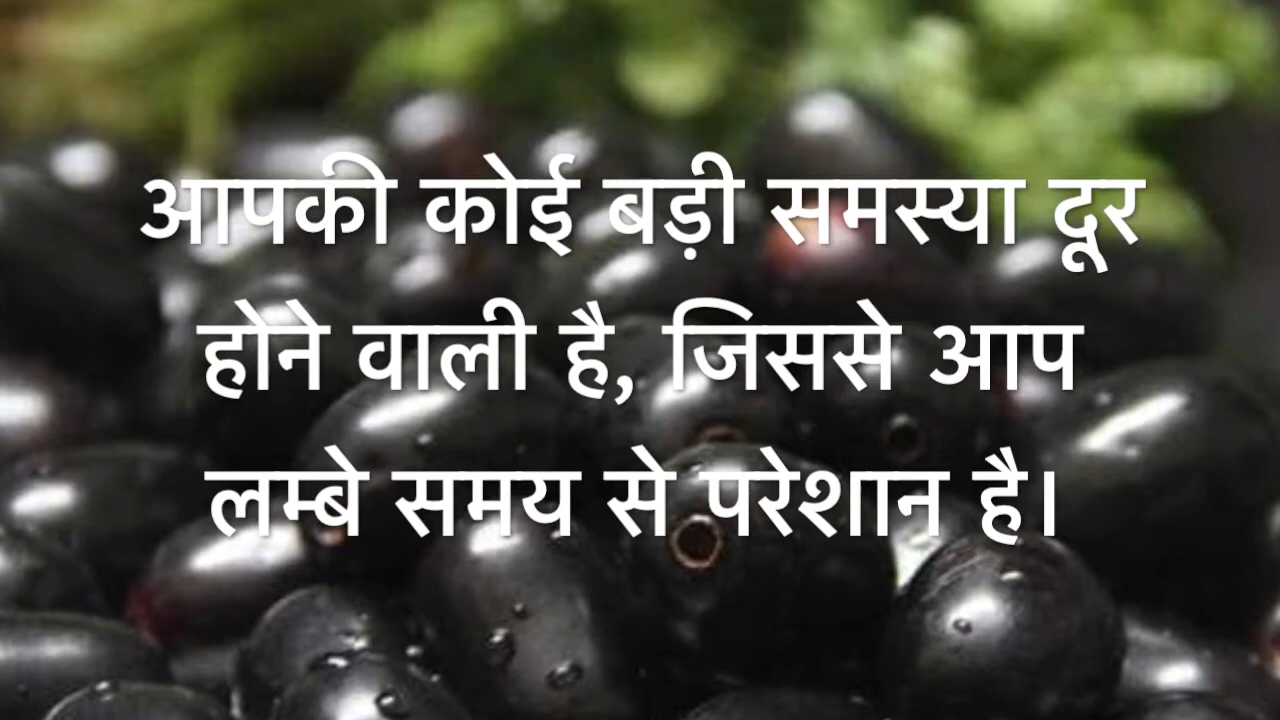 आपकी कोई बड़ी समस्या दूर
होने वाली है, जिससे आप
लम्बे समय से परेशान है।